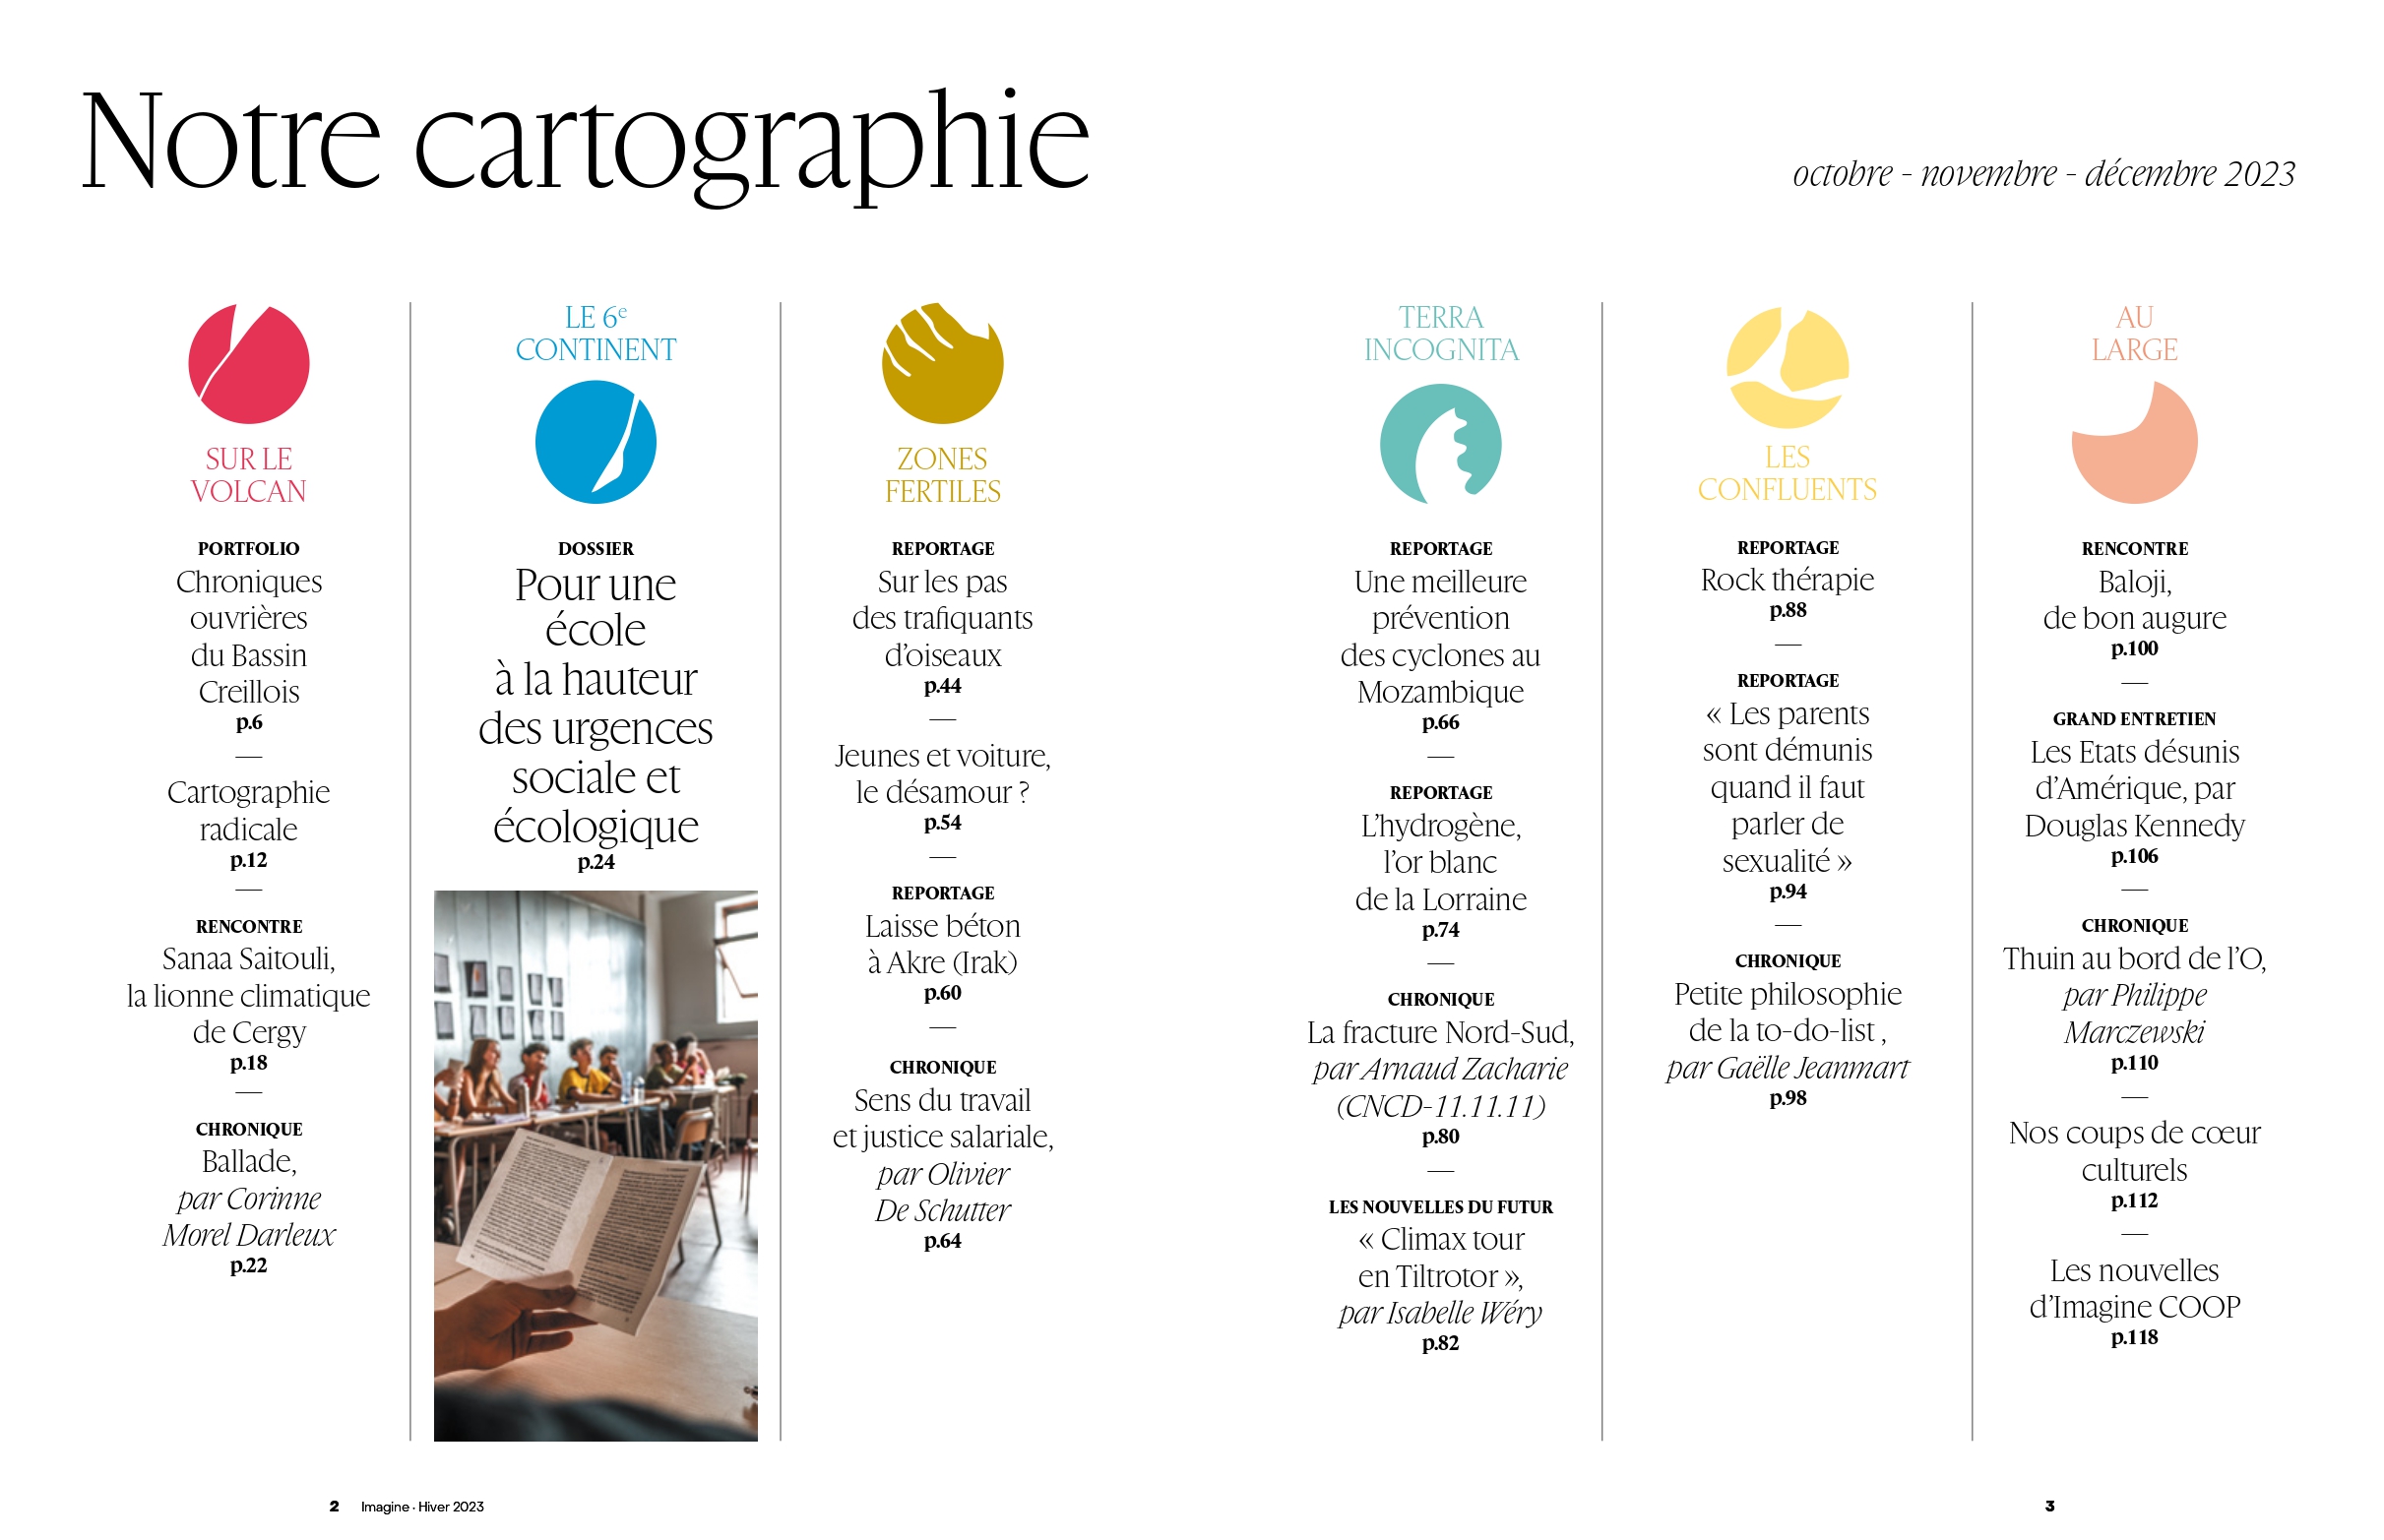 Notre cartographie
octobre - novembre - décembre 2023
SUR LE
VOLCAN
PORTFOLIO
Chroniques
ouvrières
du Bassin
Creillois
p.6
—
Cartographie
radicale
p.12
—
RENCONTRE
Sanaa Saitouli,
la lionne climatique
de Cergy
p.18
—
CHRONIQUE
Ballade,
par Corinne
Morel Darleux
p.22
LE 6e
CONTINENT
DOSSIER
Pour une
école
à la hauteur
des urgences
sociale et
écologique
p.24
ZONES
FERTILES
REPORTAGE
Sur les pas
des trafiquants
d’oiseaux
p.44
—
Jeunes et voiture,
le désamour ?
p.54
—
REPORTAGE
Laisse béton
à Akre (Irak)
p.60
—
CHRONIQUE
Sens du travail
et justice salariale,
par Olivier
De Schutter
p.64
TERRA
INCOGNITA
REPORTAGE
Une meilleure
prévention
des cyclones au
Mozambique
p.66
—
REPORTAGE
L’hydrogène,
l’or blanc
de la Lorraine
p.74
—
CHRONIQUE
La fracture Nord-Sud,
par Arnaud Zacharie
(CNCD-11.11.11)
p.80
—
LES NOUVELLES DU FUTUR
« Climax tour
en Tiltrotor »,
par Isabelle Wéry
p.82
LES
CONFLUENTS
REPORTAGE
Rock thérapie
p.88
—
REPORTAGE
« Les parents
sont démunis
quand il faut
parler de
sexualité »
p.94
—
CHRONIQUE
Petite philosophie
de la to-do-list ,
par Gaëlle Jeanmart
p.98
AU
LARGE
RENCONTRE
Baloji,
de bon augure
p.100
—
GRAND ENTRETIEN
Les Etats désunis
d’Amérique, par
Douglas Kennedy
p.106
—
CHRONIQUE
Thuin au bord de l’O,
par Philippe
Marczewski
p.110
—
Nos coups de cœur
culturels
p.112
—
Les nouvelles
d’Imagine COOP
p.118
2 Imagine · Hiver 2023
3